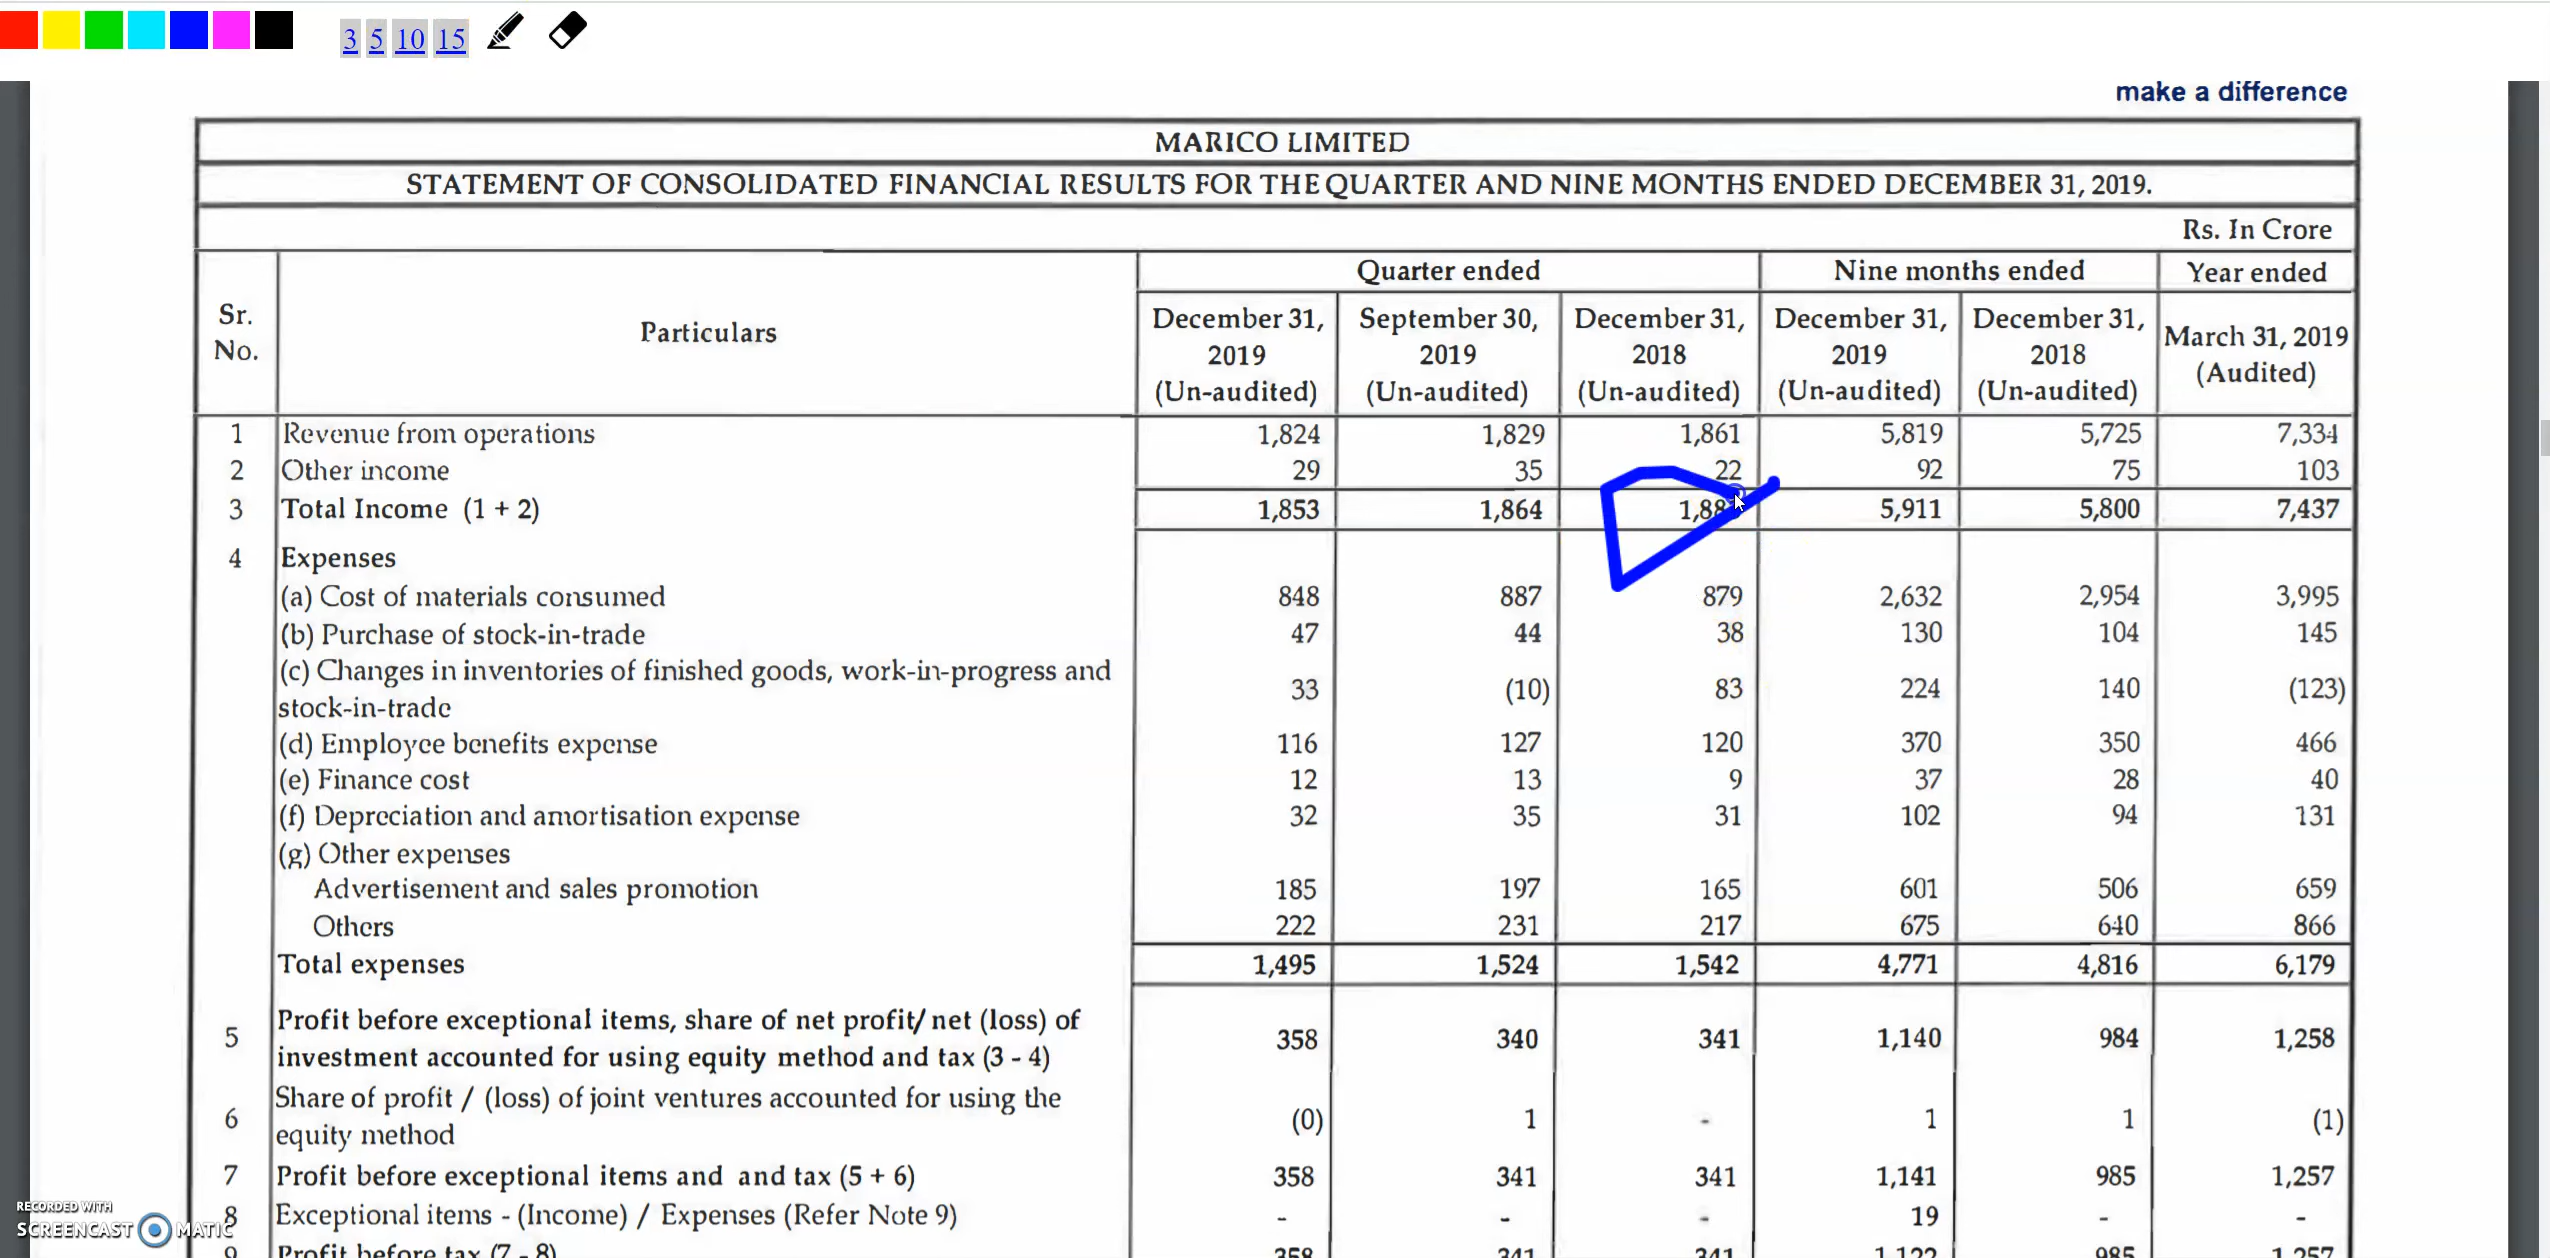 3 5 10 15
make a difference
MARICO LIMITED
STATEMENT OF CONSOLIDATED FINANCIAL RESULTS FOR THE QUARTER AND NINE MONTHS ENDED DECEMBER 31, 2019.
Rs. In Crore
Sr. No. Particulars Quarter ended Nine months ended Year ended
December 31, 2019 (Un-audited) September 30, 2019 (Un-audited) December 31, 2018 (Un-audited) December 31, 2019 (Un-audited) December 31, 2018 (Un-audited) March 31, 2019 (Audited)
1 Revenue from operations 1,824 1,829 1,861 5,819 5,725 7,334
2 Other income 29 35 22 92 75 103
3 Total Income (1 + 2) 1,853 1,864 5,911 5,800 7,437
4 Expenses
(a) Cost of materials consumed 848 887 879 2,632 2,954 3,995
(b) Purchase of stock-in-trade 47 44 38 130 104 145
(c) Changes in inventories of finished goods, work-in-progress and
stock-in-trade 33 (10) 83 224 140 (123)
(d) Employee benefits expense 116 127 120 370 350 466
(e) Finance cost 12 13 9 37 28 40
(f) Depreciation and amortisation expense 32 35 31 102 94 131
(g) Other expenses
Advertisement and sales promotion 185 197 165 601 506 659
Others 222 231 217 675 640 866
Total expenses 1,495 1,524 1,542 4,771 4,816 6,179
5 Profit before exceptional items, share of net profit/ net (loss) of
investment accounted for using equity method and tax (3 - 4) 358 340 341 1,140 984 1,258
6 Share of profit / (loss) of joint ventures accounted for using the
equity method (0) 1 - 1 1 (1)
7 Profit before exceptional items and and tax (5 + 6) 358 341 341 1,141 985 1,257
8 Exceptional items - (Income) / Expenses (Refer Note 9) - - - 19 - -
9 Profit before tax (7 - 8) 358 341 341 1,122 985 1,257
RECORDED WITH
SCREENCAST MATIC